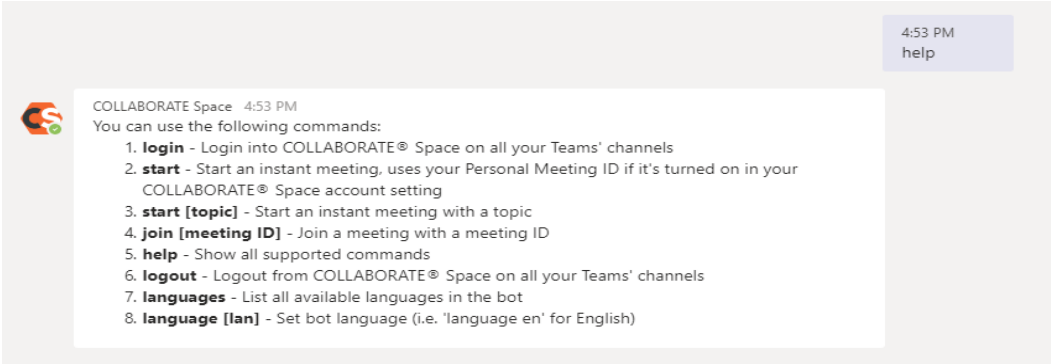 4:53 PM
help
CS
COLLABORATE Space 4:53 PM
You can use the following commands:
1. login - Login into COLLABORATE® Space on all your Teams' channels
2. start - Start an instant meeting, uses your Personal Meeting ID if it's turned on in your
COLLABORATE® Space account setting
3. start [topic] - Start an instant meeting with a topic
4. join [meeting ID] - Join a meeting with a meeting ID
5. help - Show all supported commands
6. logout - Logout from COLLABORATE® Space on all your Teams' channels
7. languages - List all available languages in the bot
8. language [lan] - Set bot language (i.e. 'language en' for English)